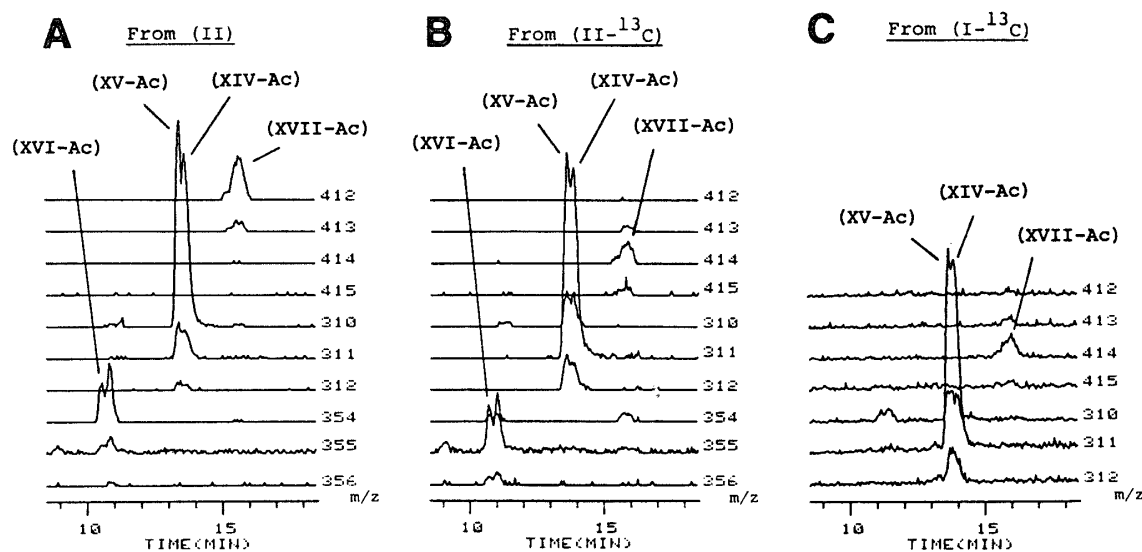 A From (II)
(XV-Ac) (XIV-Ac)
(XVI-Ac) (XVII-Ac)
412
413
414
415
310
311
312
354
355
356
m/z
10 15
TIME(MIN)
B From (II-¹³C)
(XV-Ac) (XIV-Ac)
(XVI-Ac) (XVII-Ac)
412
413
414
415
310
311
312
354
355
356
m/z
10 15
TIME(MIN)
C From (I-¹³C)
(XV-Ac) (XIV-Ac)
(XVII-Ac)
412
413
414
415
310
311
312
m/z
10 15
TIME(MIN)